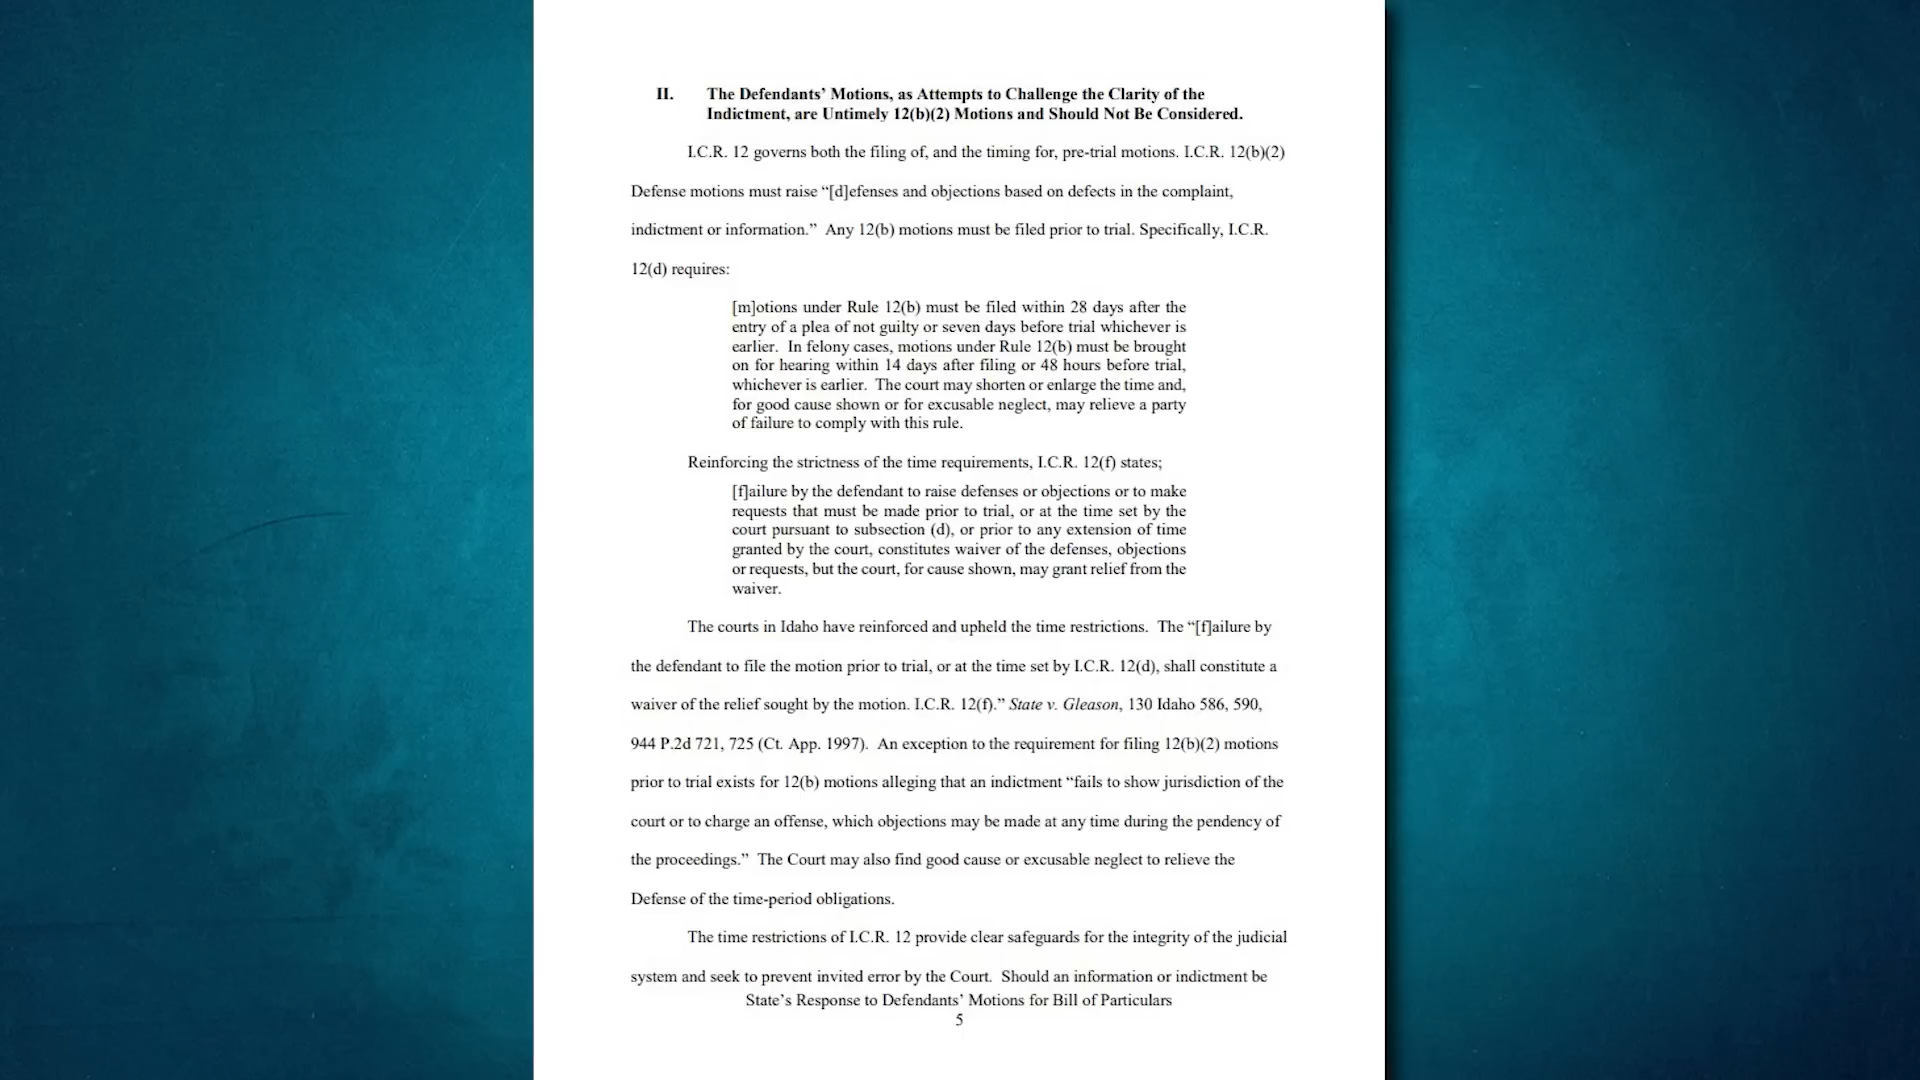 II. The Defendants’ Motions, as Attempts to Challenge the Clarity of the
Indictment, are Untimely 12(b)(2) Motions and Should Not Be Considered.
I.C.R. 12 governs both the filing of, and the timing for, pre-trial motions. I.C.R. 12(b)(2)
Defense motions must raise “[d]efenses and objections based on defects in the complaint,
indictment or information.” Any 12(b) motions must be filed prior to trial. Specifically, I.C.R.
12(d) requires:
[m]otions under Rule 12(b) must be filed within 28 days after the
entry of a plea of not guilty or seven days before trial whichever is
earlier. In felony cases, motions under Rule 12(b) must be brought
on for hearing within 14 days after filing or 48 hours before trial,
whichever is earlier. The court may shorten or enlarge the time and,
for good cause shown or for excusable neglect, may relieve a party
of failure to comply with this rule.
Reinforcing the strictness of the time requirements, I.C.R. 12(f) states;
[f]ailure by the defendant to raise defenses or objections or to make
requests that must be made prior to trial, or at the time set by the
court pursuant to subsection (d), or prior to any extension of time
granted by the court, constitutes waiver of the defenses, objections
or requests, but the court, for cause shown, may grant relief from the
waiver.
The courts in Idaho have reinforced and upheld the time restrictions. The “[f]ailure by
the defendant to file the motion prior to trial, or at the time set by I.C.R. 12(d), shall constitute a
waiver of the relief sought by the motion. I.C.R. 12(f).” State v. Gleason, 130 Idaho 586, 590,
944 P.2d 721, 725 (Ct. App. 1997). An exception to the requirement for filing 12(b)(2) motions
prior to trial exists for 12(b) motions alleging that an indictment “fails to show jurisdiction of the
court or to charge an offense, which objections may be made at any time during the pendency of
the proceedings.” The Court may also find good cause or excusable neglect to relieve the
Defense of the time-period obligations.
The time restrictions of I.C.R. 12 provide clear safeguards for the integrity of the judicial
system and seek to prevent invited error by the Court. Should an information or indictment be
State’s Response to Defendants’ Motions for Bill of Particulars
5